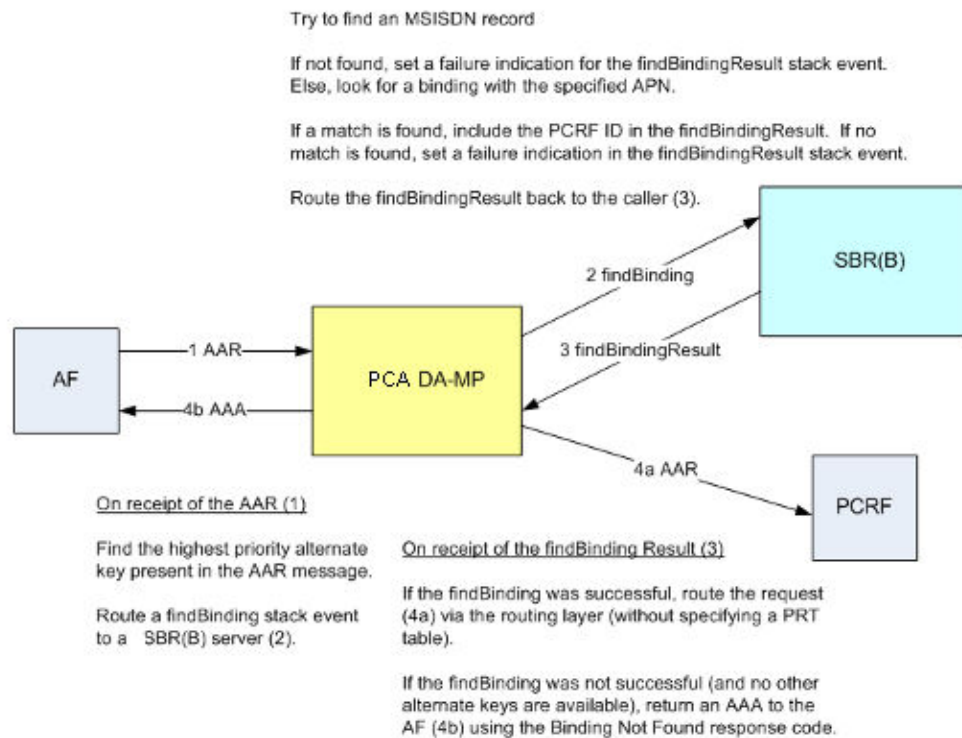 Try to find an MSISDN record
If not found, set a failure indication for the findBindingResult stack event.
Else, look for a binding with the specified APN.
If a match is found, include the PCRF ID in the findBindingResult. If no
match is found, set a failure indication in the findBindingResult stack event.
Route the findBindingResult back to the caller (3).
SBR(B)
2 findBinding
3 findBindingResult
1 AAR
AF
PCA DA-MP
4b AAA
4a AAR
PCRF
On receipt of the AAR (1)
Find the highest priority alternate
key present in the AAR message.
Route a findBinding stack event
to a SBR(B) server (2).
On receipt of the findBinding Result (3)
If the findBinding was successful, route the request
(4a) via the routing layer (without specifying a PRT
table).
If the findBinding was not successful (and no other
alternate keys are available), return an AAA to the
AF (4b) using the Binding Not Found response code.